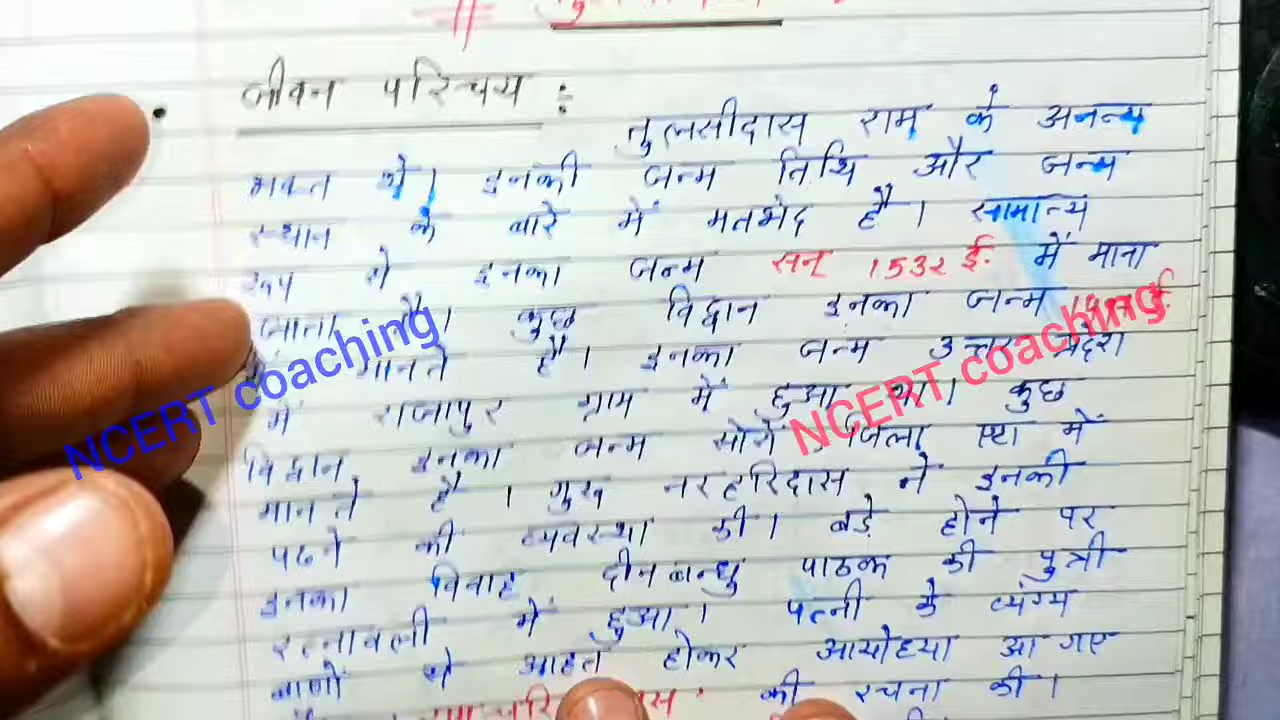 जीवन परिचय :
तुलसीदास राम के अनन्य
भक्त थे। इनकी जन्म तिथि और जन्म
स्थान के बारे में मतभेद है। सामान्य
रूप से इनका जन्म सन् 1532 ई. में माना
जाता है। कुछ विद्वान इनका जन्म
में मानते है। इनका जन्म उत्तर प्रदेश
में राजापुर ग्राम में हुआ था। कुछ
विद्वान इनका जन्म सोरों जिला एटा में
मानते है। गुरु नरहरिदास ने इनकी
पढने की व्यवस्था की। बड़े होने पर
इनका विवाह दीनबन्धु पाठक की पुत्री
रत्नावली में हुआ। पत्नी के व्यंग्य
बाणों से आहत होकर आयोध्या आ गए
की रचना की।
NCERT coaching
NCERT coaching